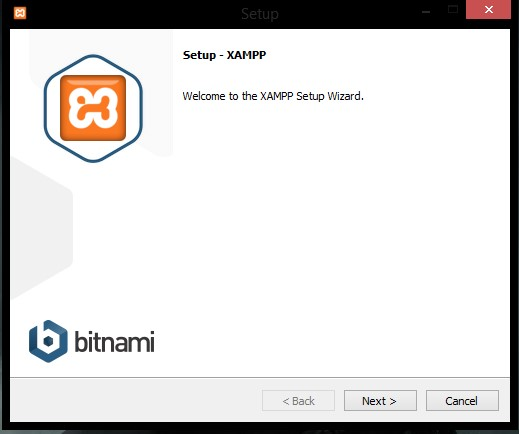 Setup
Setup - XAMPP
Welcome to the XAMPP Setup Wizard.
bitnami
< Back
Next >
Cancel